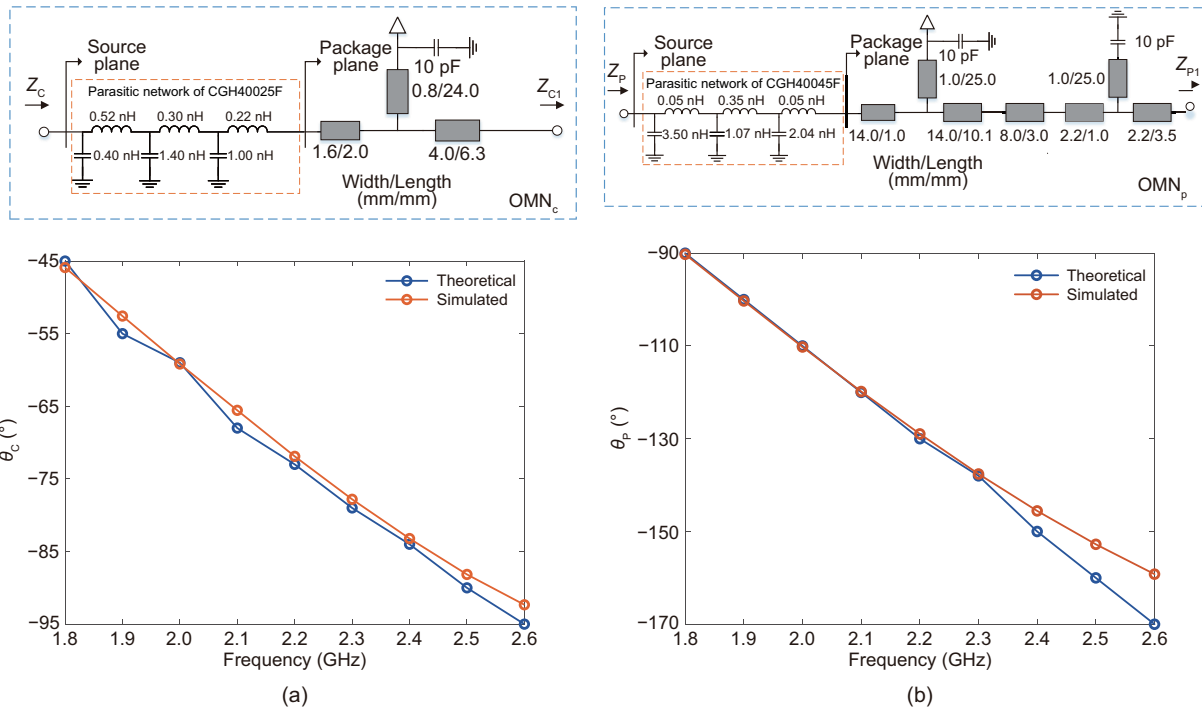 Source
plane
Package
plane
Z_C
Z_C1
10 pF
0.8/24.0
Parasitic network of CGH40025F
0.52 nH
0.30 nH
0.22 nH
0.40 nH
1.40 nH
1.00 nH
1.6/2.0
4.0/6.3
Width/Length
(mm/mm)
OMN_c
Source
plane
Package
plane
Z_P
Z_P1
10 pF
1.0/25.0
10 pF
1.0/25.0
Parasitic network of CGH40045F
0.05 nH
0.35 nH
0.05 nH
3.50 nH
1.07 nH
2.04 nH
14.0/1.0
14.0/10.1
8.0/3.0
2.2/1.0
2.2/3.5
Width/Length
(mm/mm)
OMN_p
−45
−55
−65
−75
−85
−95
θ_C (°)
Theoretical
Simulated
1.8 1.9 2.0 2.1 2.2 2.3 2.4 2.5 2.6
Frequency (GHz)
(a)
−90
−110
−130
−150
−170
θ_P (°)
Theoretical
Simulated
1.8 1.9 2.0 2.1 2.2 2.3 2.4 2.5 2.6
Frequency (GHz)
(b)